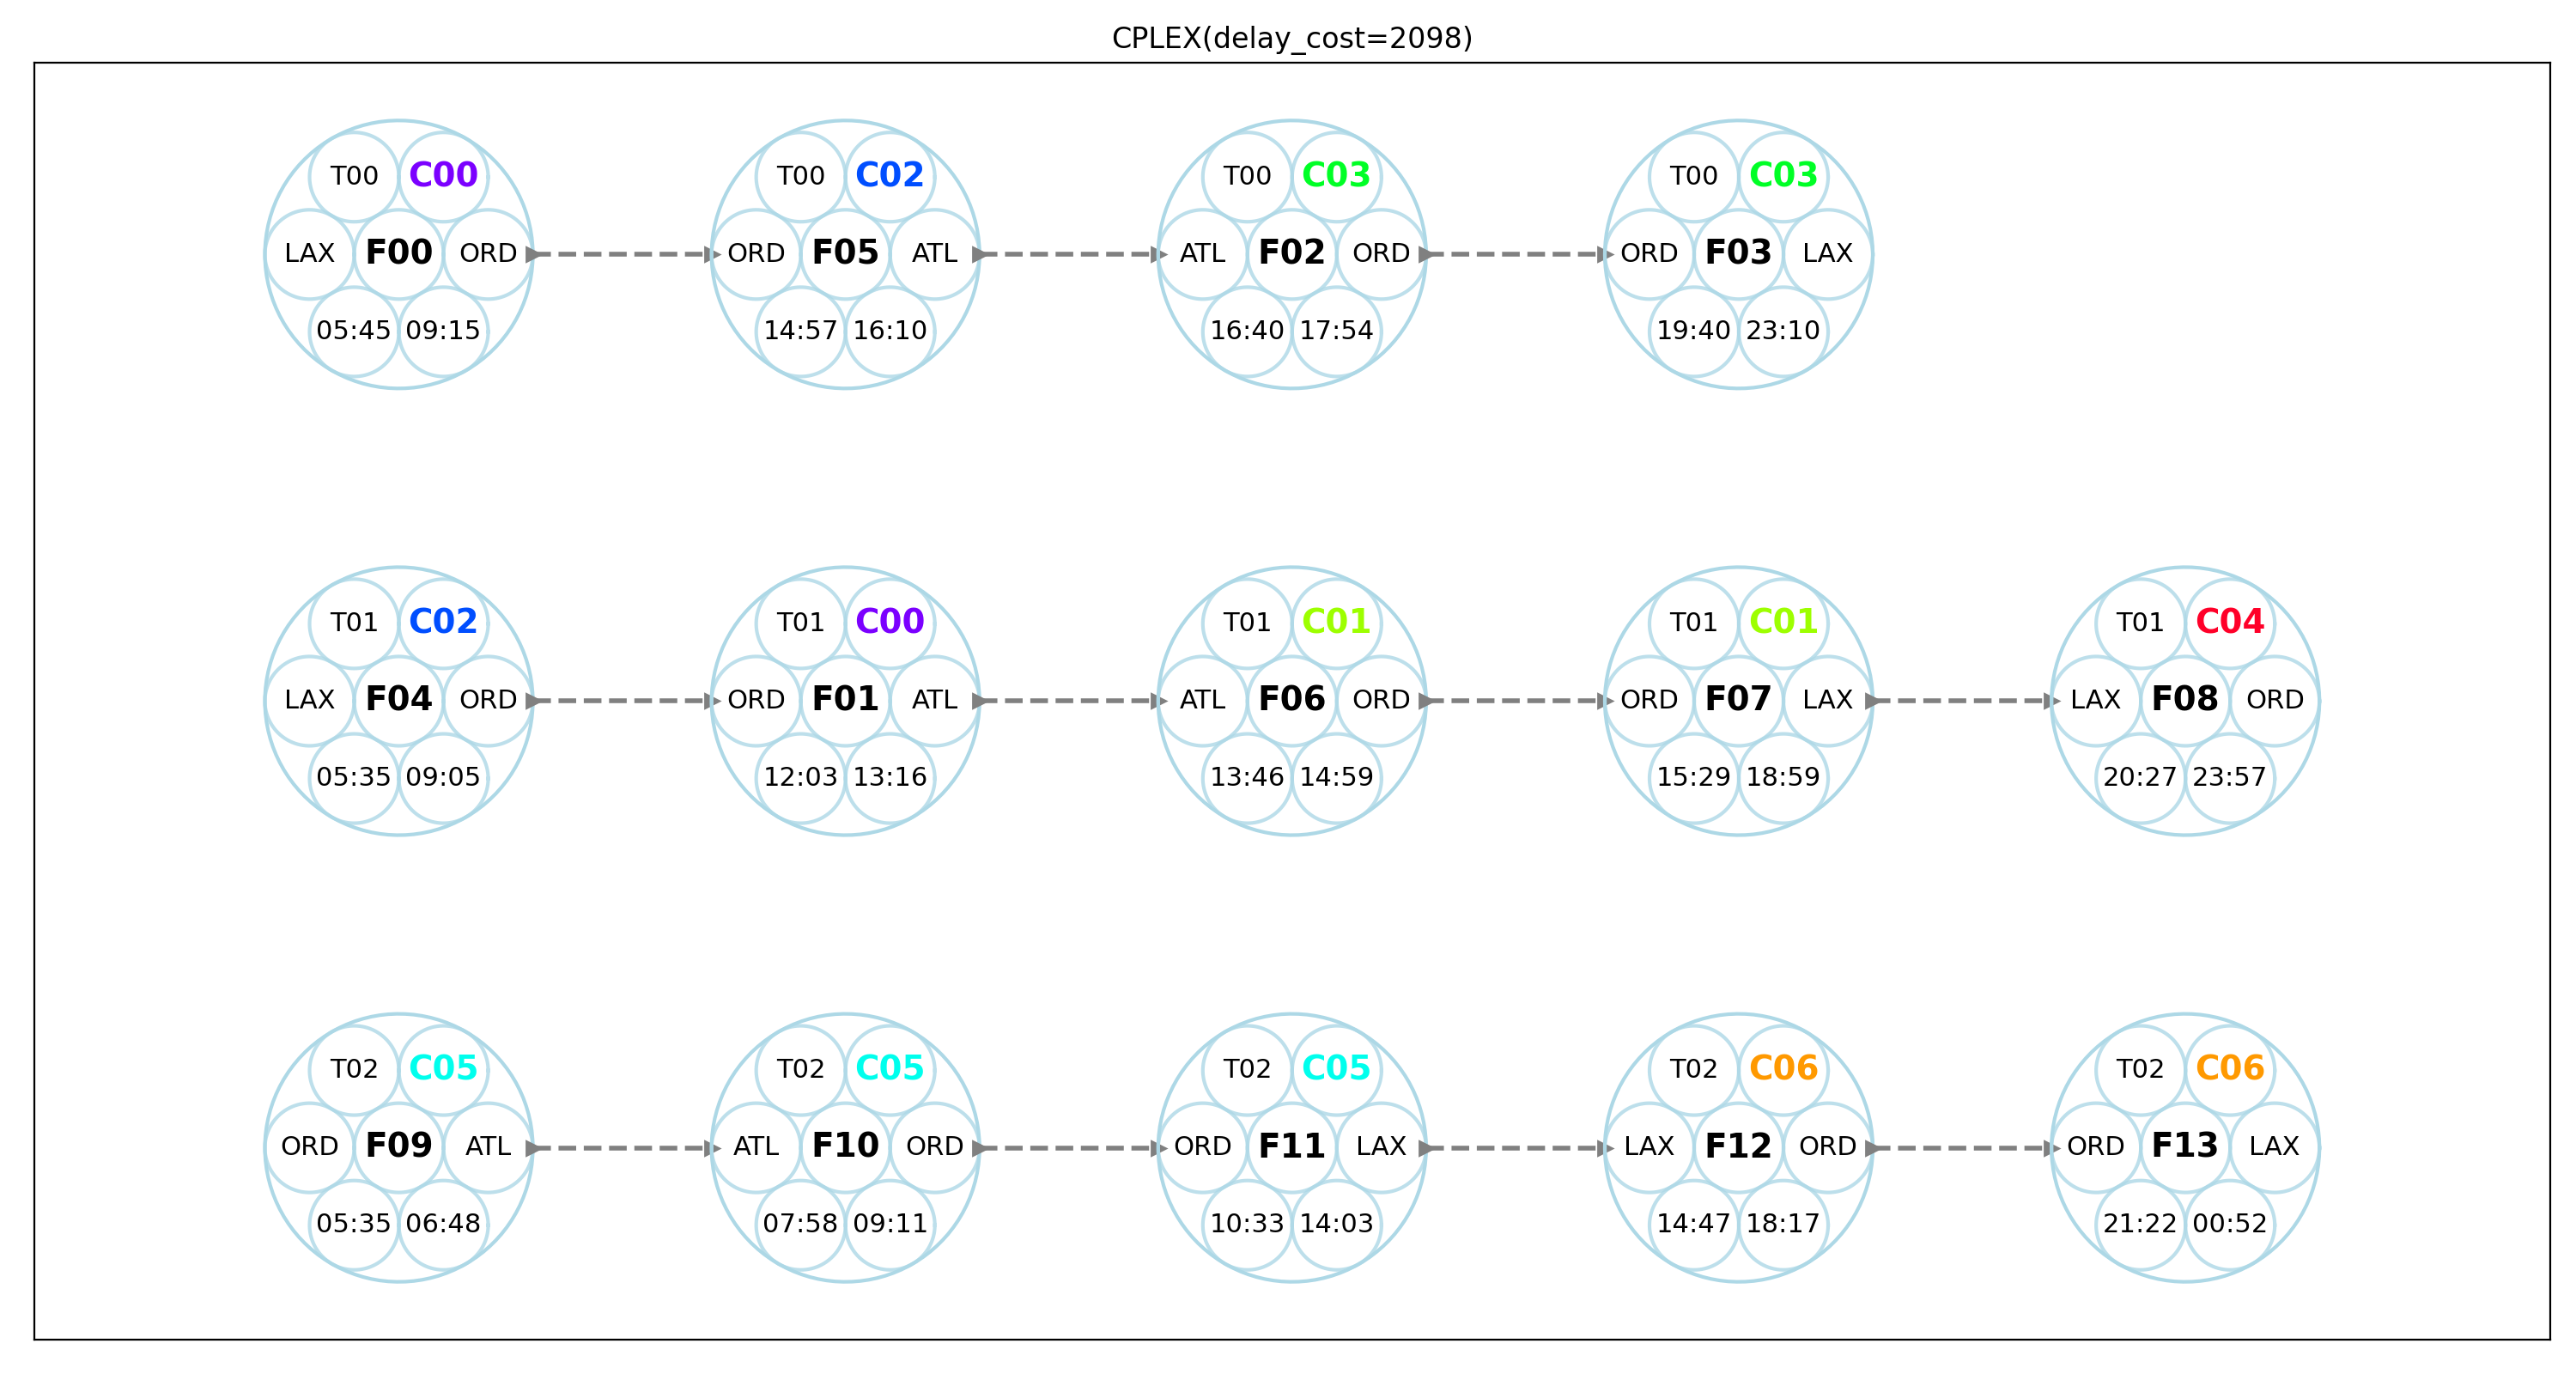 CPLEX(delay_cost=2098)
T00 C00 T00 C02 T00 C03 T00 C03
LAX F00 ORD ORD F05 ATL ATL F02 ORD ORD F03 LAX
05:45 09:15 14:57 16:10 16:40 17:54 19:40 23:10
T01 C02 T01 C00 T01 C01 T01 C01 T01 C04
LAX F04 ORD ORD F01 ATL ATL F06 ORD ORD F07 LAX LAX F08 ORD
05:35 09:05 12:03 13:16 13:46 14:59 15:29 18:59 20:27 23:57
T02 C05 T02 C05 T02 C05 T02 C06 T02 C06
ORD F09 ATL ATL F10 ORD ORD F11 LAX LAX F12 ORD ORD F13 LAX
05:35 06:48 07:58 09:11 10:33 14:03 14:47 18:17 21:22 00:52